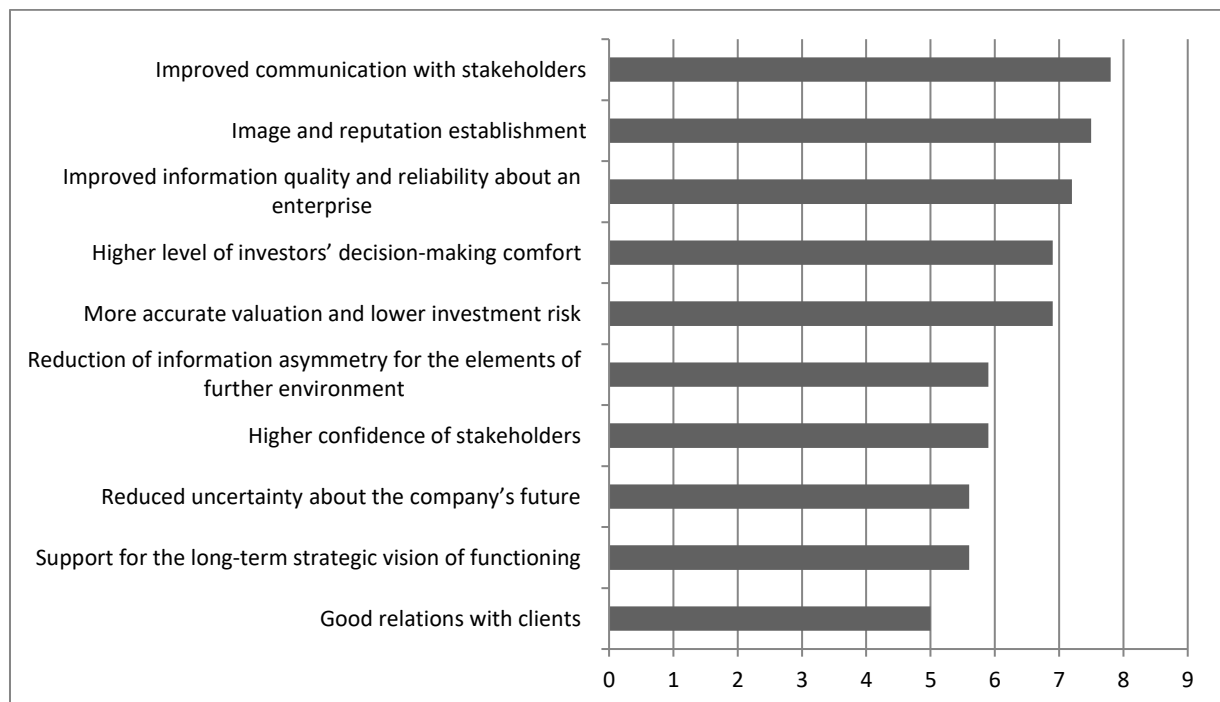 Improved communication with stakeholders
Image and reputation establishment
Improved information quality and reliability about an
enterprise
Higher level of investors’ decision-making comfort
More accurate valuation and lower investment risk
Reduction of information asymmetry for the elements of
further environment
Higher confidence of stakeholders
Reduced uncertainty about the company’s future
Support for the long-term strategic vision of functioning
Good relations with clients
0 1 2 3 4 5 6 7 8 9